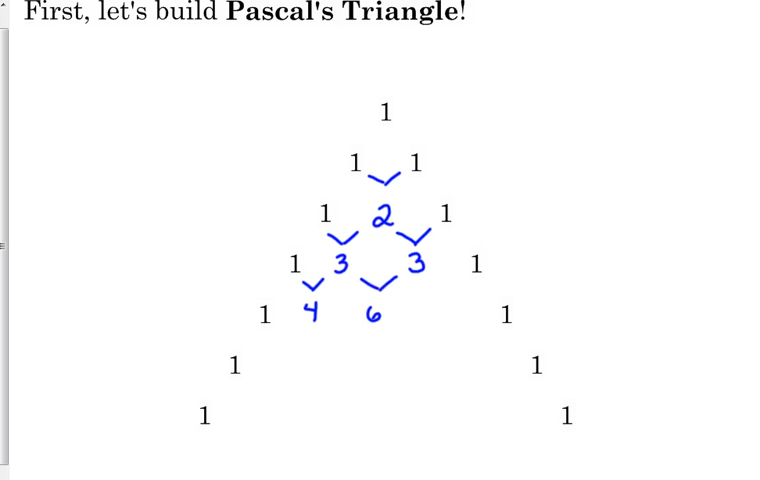 First, let's build Pascal's Triangle!
1
1 1
1 2 1
1 3 3 1
1 4 6 1
1 1
1 1